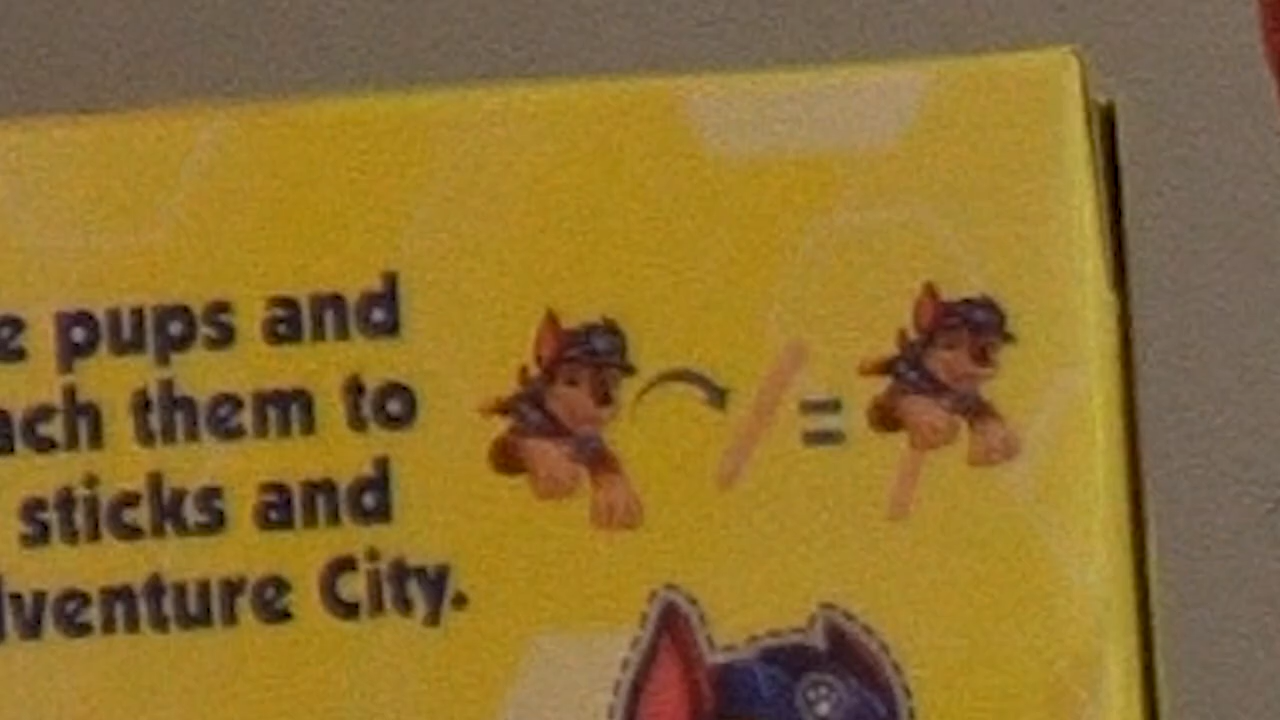 pups and
them to
sticks and
City.
=